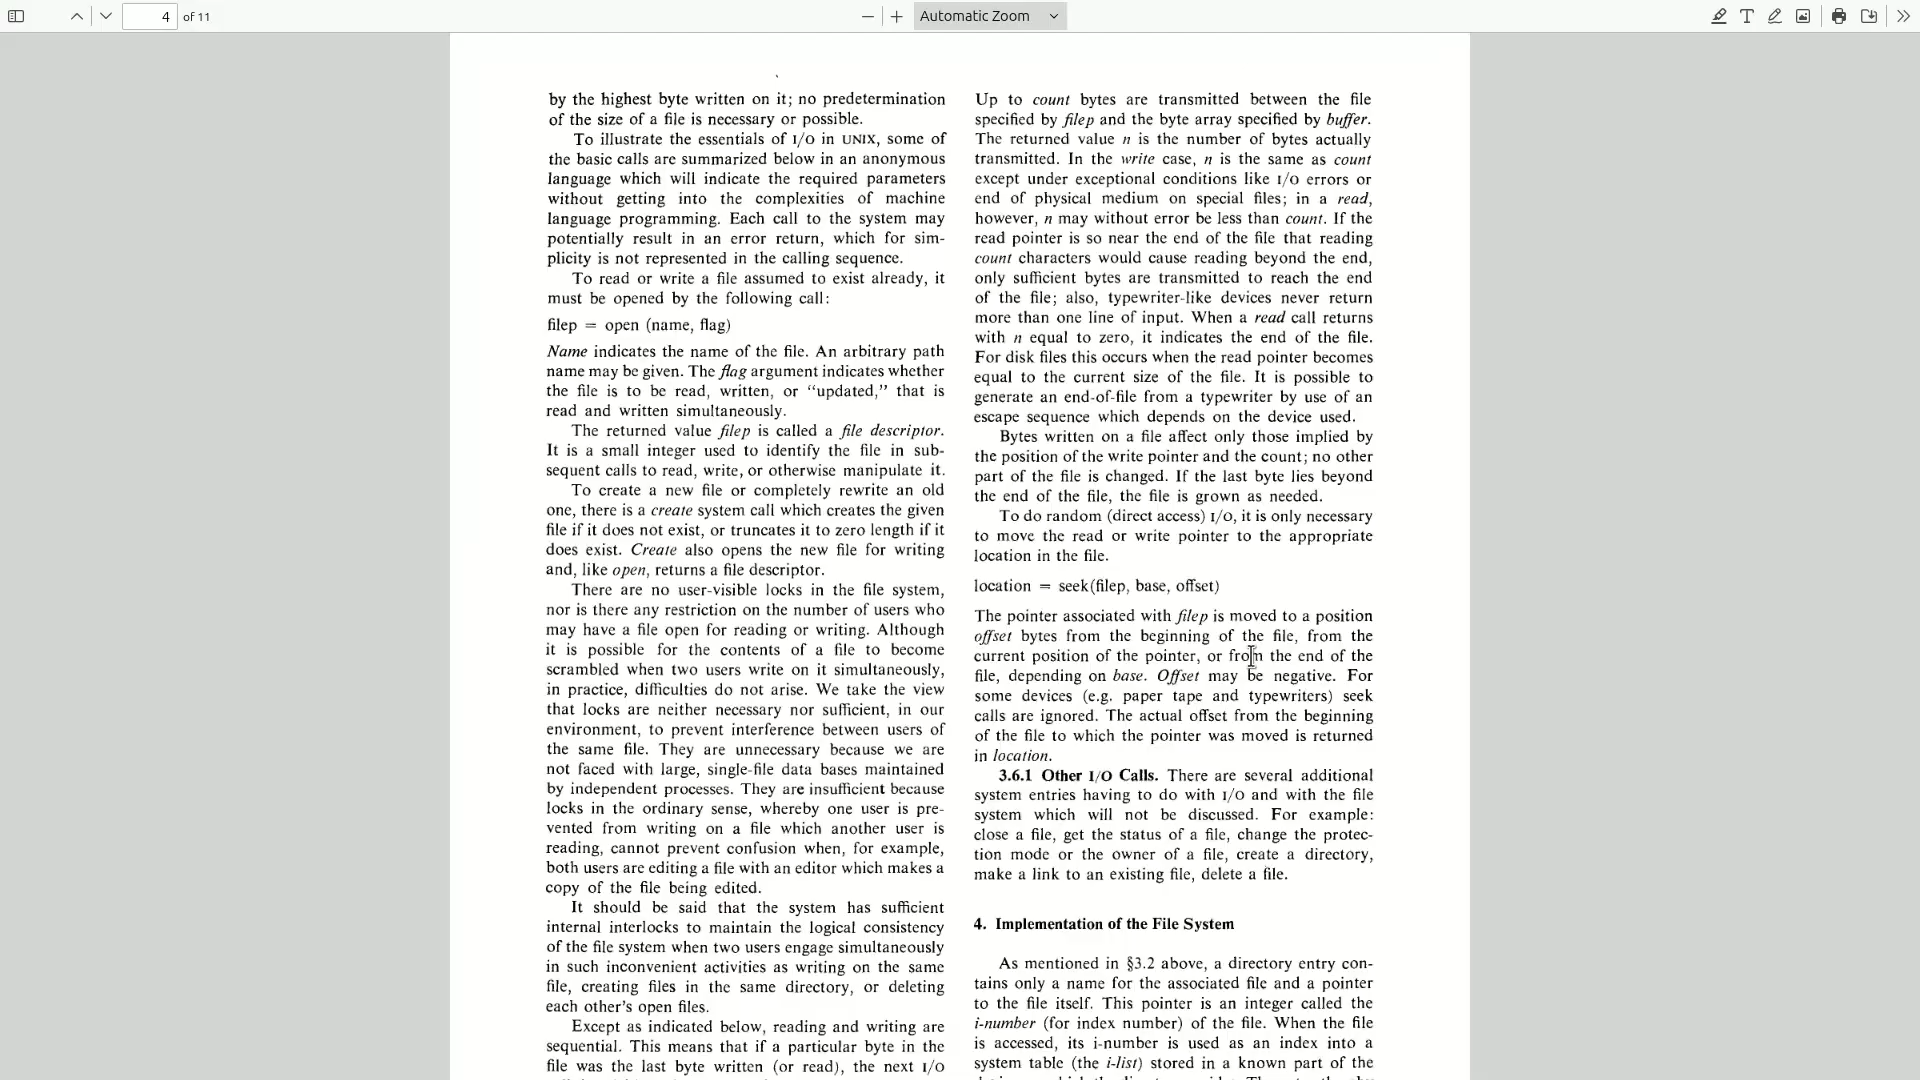 4 of 11
Automatic Zoom
by the highest byte written on it; no predetermination
of the size of a file is necessary or possible.
To illustrate the essentials of I/O in UNIX, some of
the basic calls are summarized below in an anonymous
language which will indicate the required parameters
without getting into the complexities of machine
language programming. Each call to the system may
potentially result in an error return, which for sim-
plicity is not represented in the calling sequence.
To read or write a file assumed to exist already, it
must be opened by the following call:
filep = open (name, flag)
Name indicates the name of the file. An arbitrary path
name may be given. The flag argument indicates whether
the file is to be read, written, or “updated,” that is
read and written simultaneously.
The returned value filep is called a file descriptor.
It is a small integer used to identify the file in sub-
sequent calls to read, write, or otherwise manipulate it.
To create a new file or completely rewrite an old
one, there is a create system call which creates the given
file if it does not exist, or truncates it to zero length if it
does exist. Create also opens the new file for writing
and, like open, returns a file descriptor.
There are no user-visible locks in the file system,
nor is there any restriction on the number of users who
may have a file open for reading or writing. Although
it is possible for the contents of a file to become
scrambled when two users write on it simultaneously,
in practice, difficulties do not arise. We take the view
that locks are neither necessary nor sufficient, in our
environment, to prevent interference between users of
the same file. They are unnecessary because we are
not faced with large, single-file data bases maintained
by independent processes. They are insufficient because
locks in the ordinary sense, whereby one user is pre-
vented from writing on a file which another user is
reading, cannot prevent confusion when, for example,
both users are editing a file with an editor which makes a
copy of the file being edited.
It should be said that the system has sufficient
internal interlocks to maintain the logical consistency
of the file system when two users engage simultaneously
in such inconvenient activities as writing on the same
file, creating files in the same directory, or deleting
each other's open files.
Except as indicated below, reading and writing are
sequential. This means that if a particular byte in the
file was the last byte written (or read), the next I/O
Up to count bytes are transmitted between the file
specified by filep and the byte array specified by buffer.
The returned value n is the number of bytes actually
transmitted. In the write case, n is the same as count
except under exceptional conditions like I/O errors or
end of physical medium on special files; in a read,
however, n may without error be less than count. If the
read pointer is so near the end of the file that reading
count characters would cause reading beyond the end,
only sufficient bytes are transmitted to reach the end
of the file; also, typewriter-like devices never return
more than one line of input. When a read call returns
with n equal to zero, it indicates the end of the file.
For disk files this occurs when the read pointer becomes
equal to the current size of the file. It is possible to
generate an end-of-file from a typewriter by use of an
escape sequence which depends on the device used.
Bytes written on a file affect only those implied by
the position of the write pointer and the count; no other
part of the file is changed. If the last byte lies beyond
the end of the file, the file is grown as needed.
To do random (direct access) I/O, it is only necessary
to move the read or write pointer to the appropriate
location in the file.
location = seek(filep, base, offset)
The pointer associated with filep is moved to a position
offset bytes from the beginning of the file, from the
current position of the pointer, or from the end of the
file, depending on base. Offset may be negative. For
some devices (e.g. paper tape and typewriters) seek
calls are ignored. The actual offset from the beginning
of the file to which the pointer was moved is returned
in location.
3.6.1 Other I/O Calls. There are several additional
system entries having to do with I/O and with the file
system which will not be discussed. For example:
close a file, get the status of a file, change the protec-
tion mode or the owner of a file, create a directory,
make a link to an existing file, delete a file.
4. Implementation of the File System
As mentioned in §3.2 above, a directory entry con-
tains only a name for the associated file and a pointer
to the file itself. This pointer is an integer called the
i-number (for index number) of the file. When the file
is accessed, its i-number is used as an index into a
system table (the i-list) stored in a known part of the